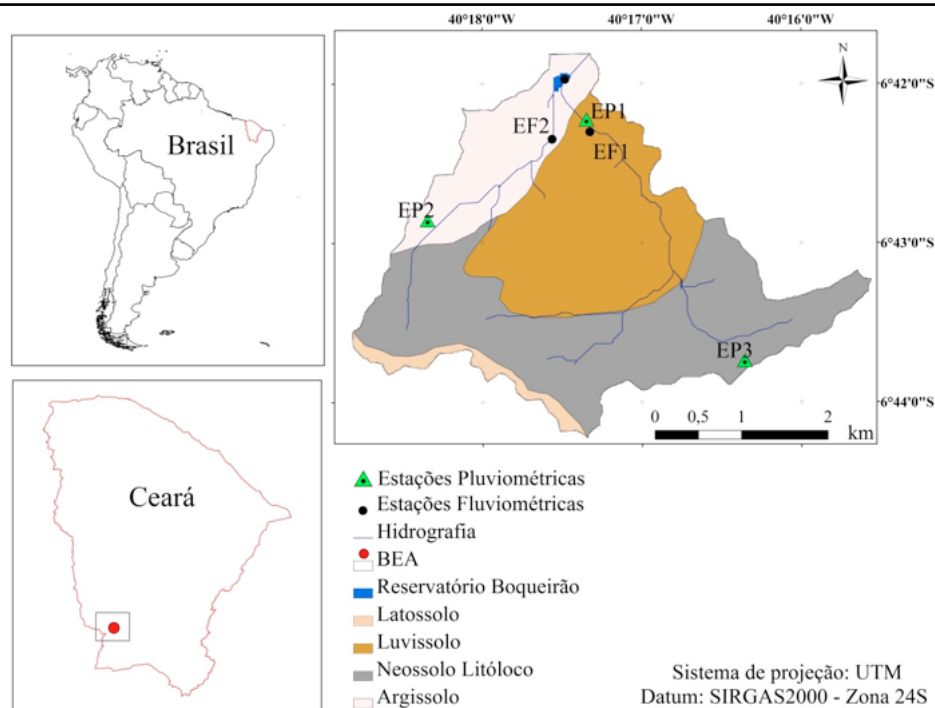 40°18'0"W 40°17'0"W 40°16'0"W
Brasil
N
6°42'0"S
EP1
EF2
EF1
EP2
6°43'0"S
EP3
6°44'0"S
0 0,5 1 2
km
Ceará
Estações Pluviométricas
Estações Fluviométricas
Hidrografia
BEA
Reservatório Boqueirão
Latossolo
Luvissolo
Neossolo Litóloco
Argissolo
Sistema de projeção: UTM
Datum: SIRGAS2000 - Zona 24S